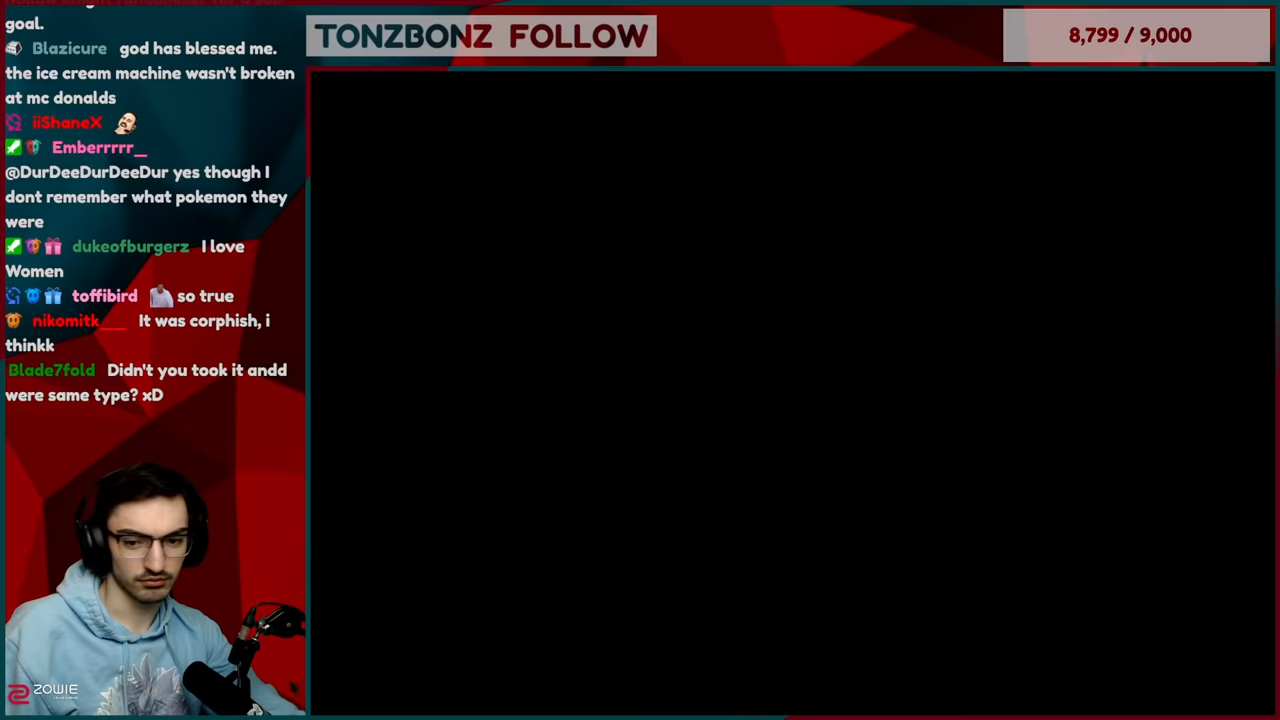 goal.
Blazicure god has blessed me.
the ice cream machine wasn't broken
at mc donalds
iiShaneX
Emberrrrr_
@DurDeeDurDeeDur yes though I
dont remember what pokemon they
were
dukeofburgerz I love
Women
toffibird so true
nikomitk__ It was corphish, i
thinkk
Blade7fold Didn't you took it andd
were same type? xD
TONZBONZ FOLLOW
8,799 / 9,000
ZOWIE